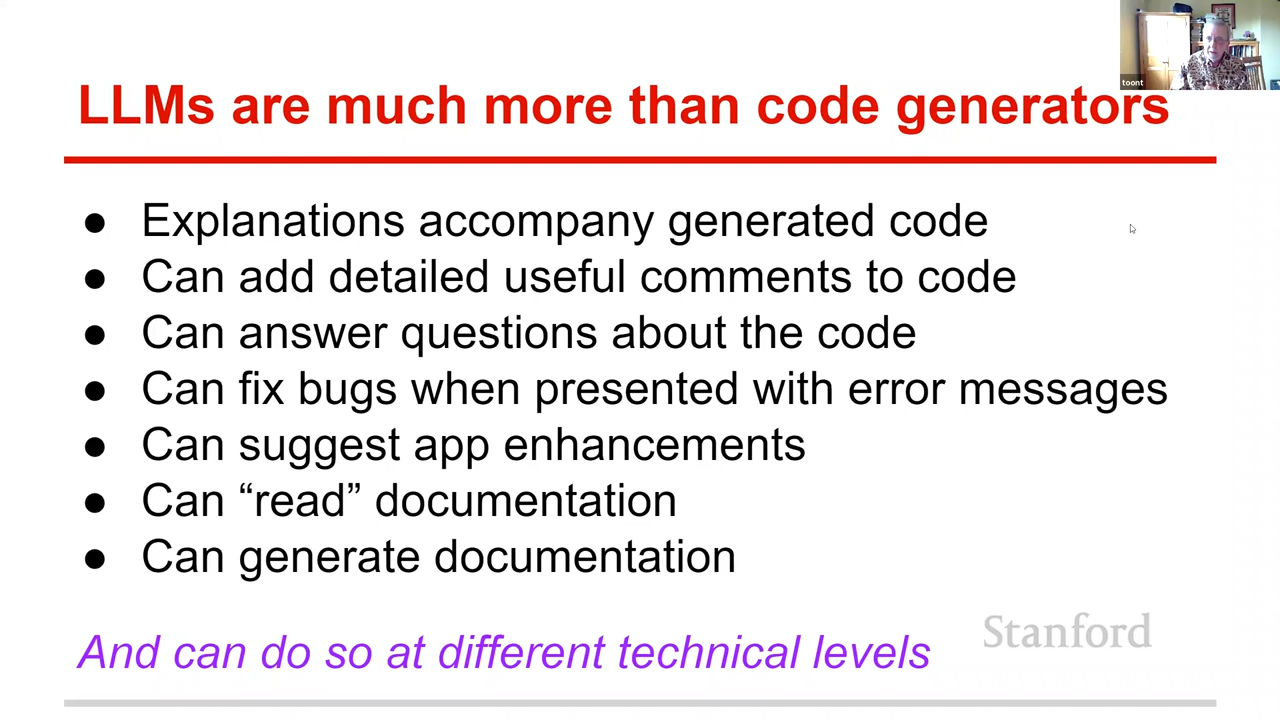 LLMs are much more than code generators
toont
● Explanations accompany generated code
● Can add detailed useful comments to code
● Can answer questions about the code
● Can fix bugs when presented with error messages
● Can suggest app enhancements
● Can “read” documentation
● Can generate documentation
And can do so at different technical levels
Stanford